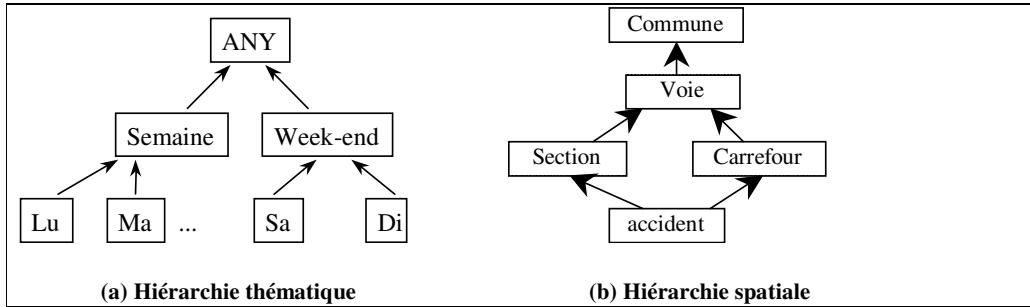 ANY
Semaine
Week-end
Lu
Ma
...
Sa
Di
(a) Hiérarchie thématique
Commune
Voie
Section
Carrefour
accident
(b) Hiérarchie spatiale